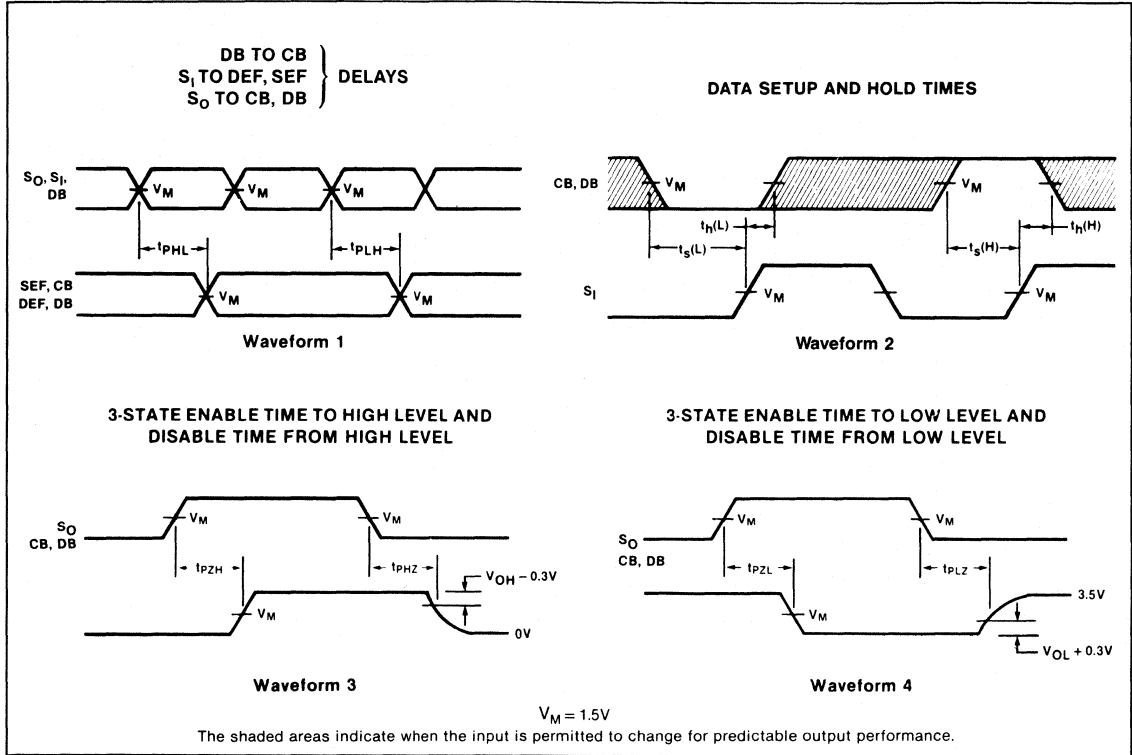 DB TO CB
S_I TO DEF, SEF
S_O TO CB, DB
} DELAYS
S_O, S_I,
DB
V_M
V_M
V_M
t_PHL
t_PLH
SEF, CB
DEF, DB
V_M
V_M
Waveform 1
DATA SETUP AND HOLD TIMES
CB, DB
V_M
V_M
t_h(L)
t_s(L)
t_s(H)
t_h(H)
S_I
V_M
V_M
Waveform 2
3-STATE ENABLE TIME TO HIGH LEVEL AND
DISABLE TIME FROM HIGH LEVEL
S_O
CB, DB
V_M
V_M
t_PZH
t_PHZ
V_OH − 0.3V
V_M
0V
Waveform 3
3-STATE ENABLE TIME TO LOW LEVEL AND
DISABLE TIME FROM LOW LEVEL
S_O
CB, DB
V_M
V_M
t_PZL
t_PLZ
3.5V
V_M
V_OL + 0.3V
Waveform 4
V_M = 1.5V
The shaded areas indicate when the input is permitted to change for predictable output performance.